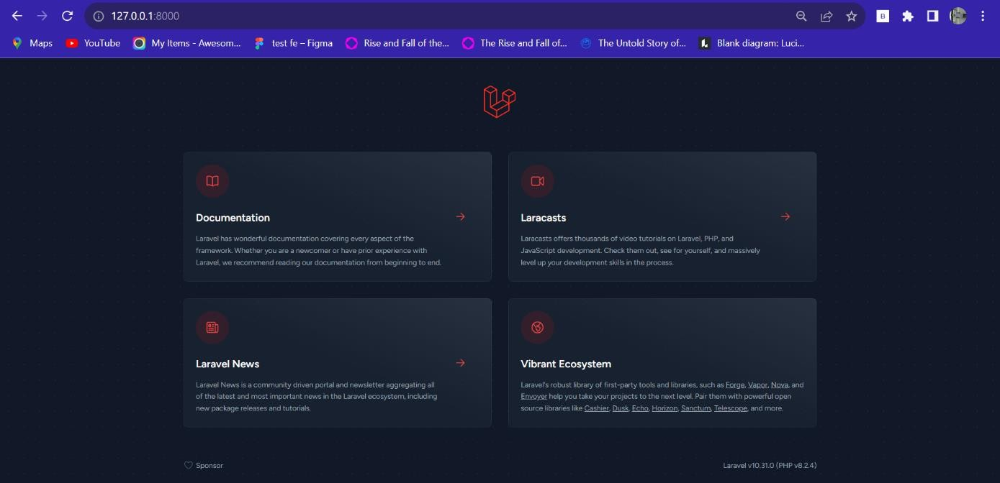 127.0.0.1:8000
B
Maps
YouTube
My Items - Awesom...
test fe – Figma
Rise and Fall of the...
The Rise and Fall of...
The Untold Story of...
Blank diagram: Luci...
Documentation
Laravel has wonderful documentation covering every aspect of the
framework. Whether you are a newcomer or have prior experience with
Laravel, we recommend reading our documentation from beginning to end.
Laracasts
Laracasts offers thousands of video tutorials on Laravel, PHP, and
JavaScript development. Check them out, see for yourself, and massively
level up your development skills in the process.
Laravel News
Laravel News is a community driven portal and newsletter aggregating all
of the latest and most important news in the Laravel ecosystem, including
new package releases and tutorials.
Vibrant Ecosystem
Laravel's robust library of first-party tools and libraries, such as Forge, Vapor, Nova, and
Envoyer help you take your projects to the next level. Pair them with powerful open
source libraries like Cashier, Dusk, Echo, Horizon, Sanctum, Telescope, and more.
Sponsor
Laravel v10.31.0 (PHP v8.2.4)